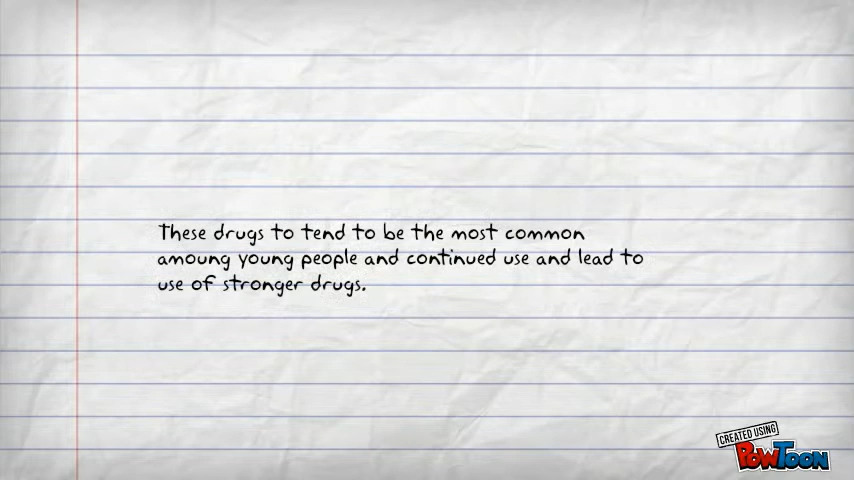 These drugs to tend to be the most common
amoung young people and continued use and lead to
use of stronger drugs.
CREATED USING
POWTOON